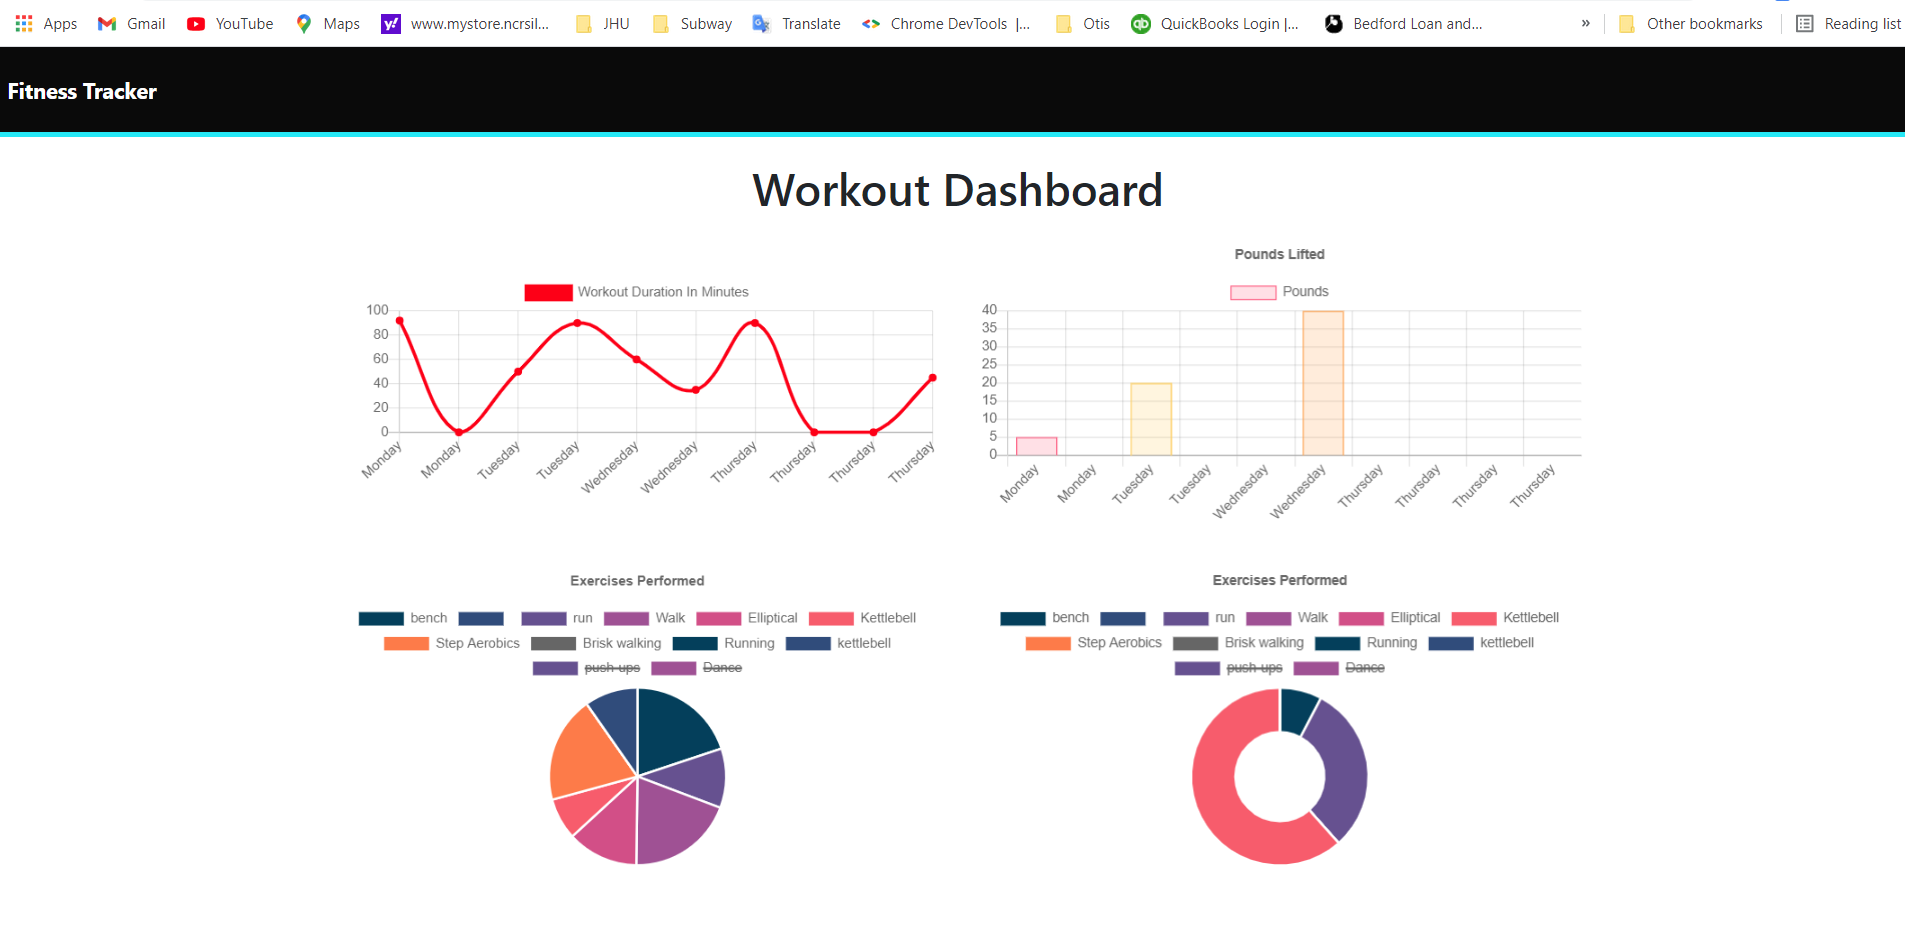 Apps Gmail YouTube Maps www.mystore.ncrsil... JHU Subway Translate Chrome DevTools |... Otis QuickBooks Login |... Bedford Loan and... » Other bookmarks Reading list
Fitness Tracker
Workout Dashboard
Workout Duration In Minutes
100
80
60
40
20
0
Monday Monday Tuesday Tuesday Wednesday Wednesday Thursday Thursday Thursday Thursday
Pounds Lifted
Pounds
40
35
30
25
20
15
10
5
0
Monday Monday Tuesday Tuesday Wednesday Wednesday Thursday Thursday Thursday Thursday
Exercises Performed
bench run Walk Elliptical Kettlebell
Step Aerobics Brisk walking Running kettlebell
push-ups Dance
Exercises Performed
bench run Walk Elliptical Kettlebell
Step Aerobics Brisk walking Running kettlebell
push-ups Dance